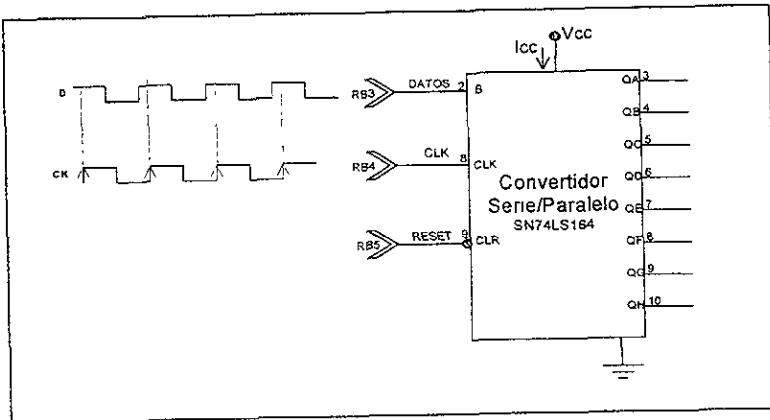 Icc
Vcc
D
CK
RB3
DATOS
2
B
RB4
CLK
8
CLK
RB5
RESET
9
CLR
Convertidor
Serie/Paralelo
SN74LS164
QA 3
QB 4
QC 5
QD 6
QE 7
QF 8
QG 9
QH 10